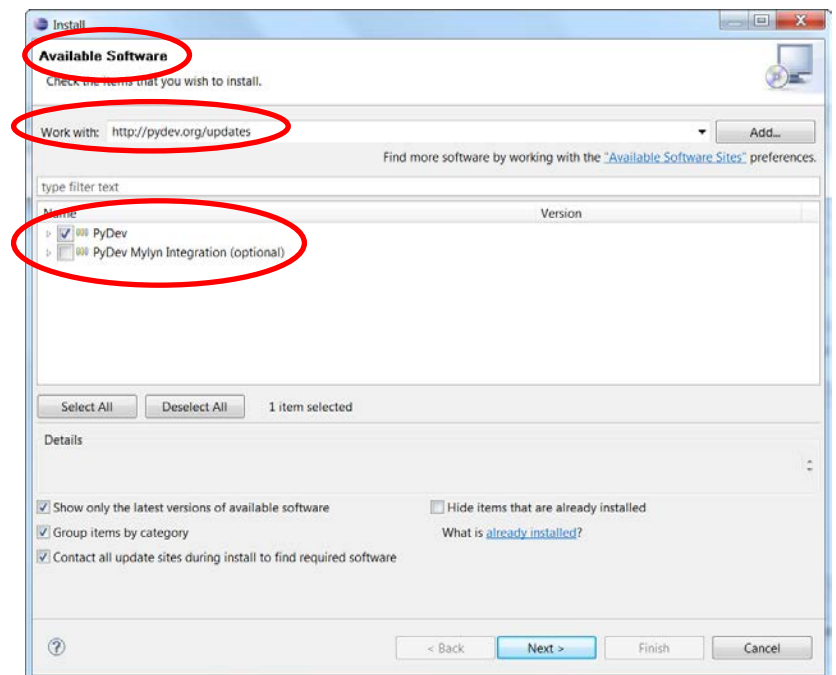 Install
Available Software
Check the items that you wish to install.
Work with: http://pydev.org/updates Add...
Find more software by working with the "Available Software Sites" preferences.
type filter text
Name Version
PyDev
PyDev Mylyn Integration (optional)
Select All Deselect All 1 item selected
Details
Show only the latest versions of available software Hide items that are already installed
Group items by category What is already installed?
Contact all update sites during install to find required software
? < Back Next > Finish Cancel